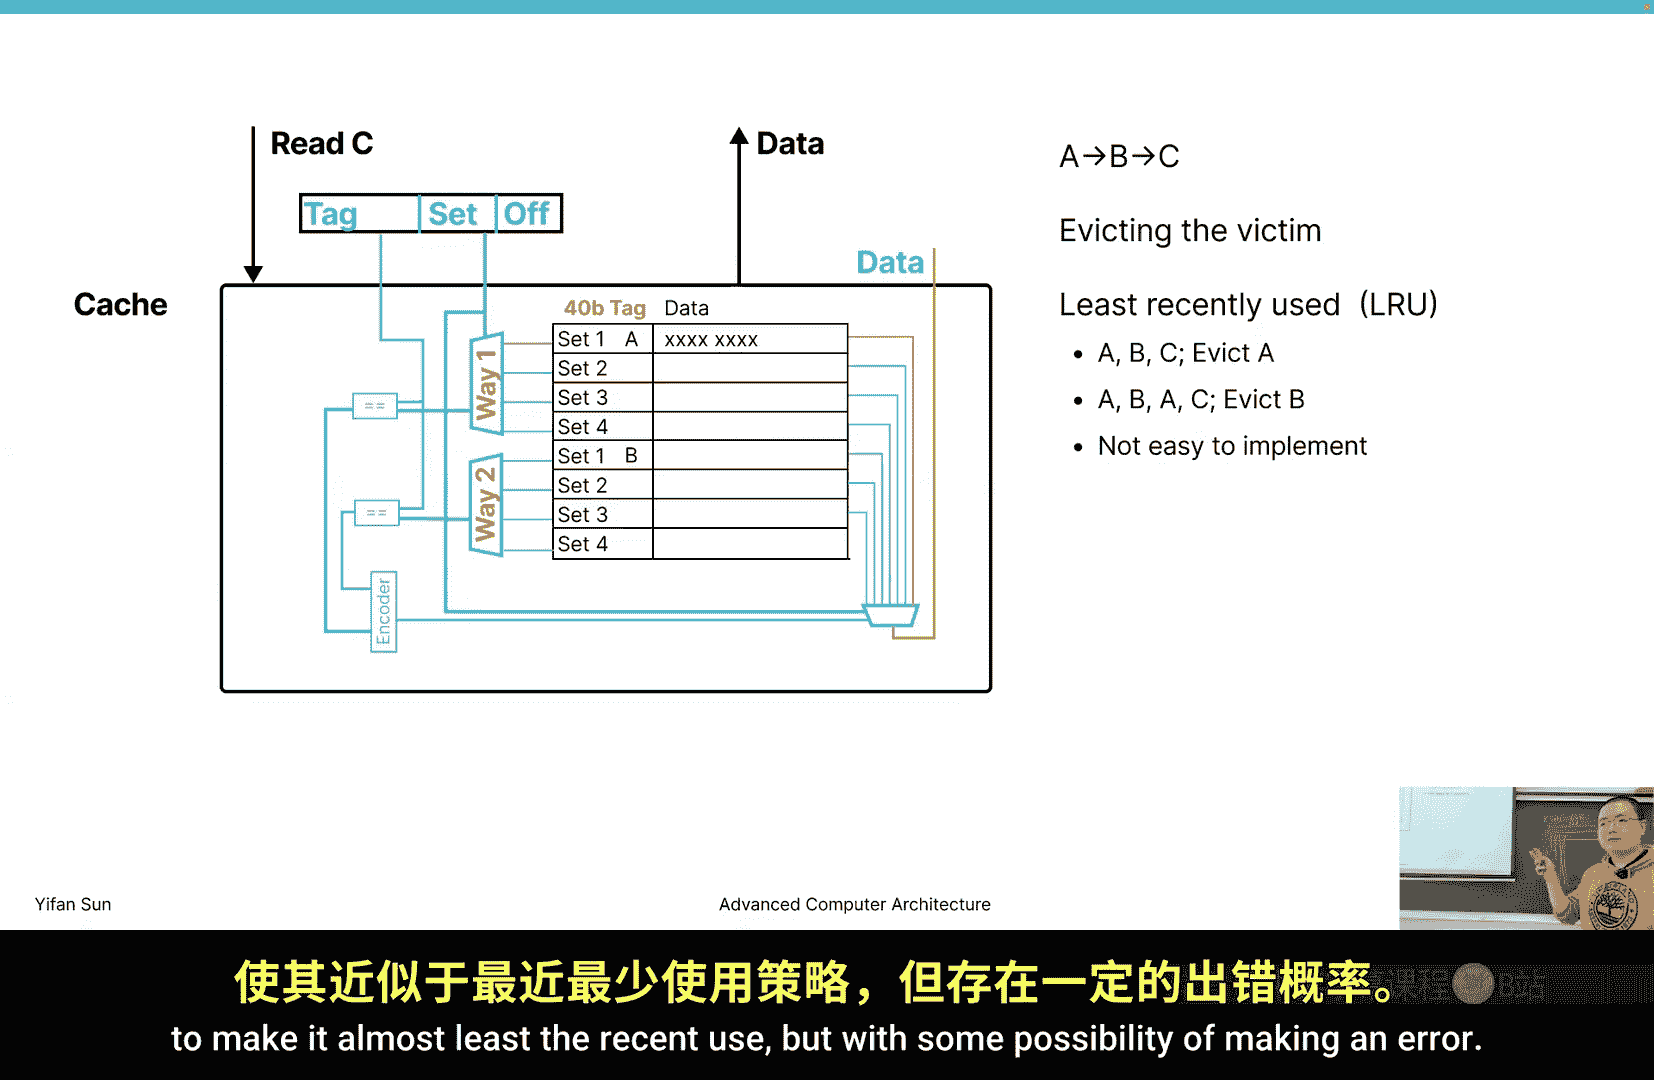 Read C
Data
A→B→C
Tag
Set
Off
Evicting the victim
Data
Cache
40b Tag
Data
Least recently used (LRU)
Set 1 A
xxxx xxxx
• A, B, C; Evict A
Way 1
Set 2
Set 3
• A, B, A, C; Evict B
==
Set 4
Set 1 B
• Not easy to implement
Way 2
Set 2
Set 3
==
Set 4
Encoder
Yifan Sun
Advanced Computer Architecture
使其近似于最近最少使用策略，但存在一定的出错概率。
课程
B站
to make it almost least the recent use, but with some possibility of making an error.